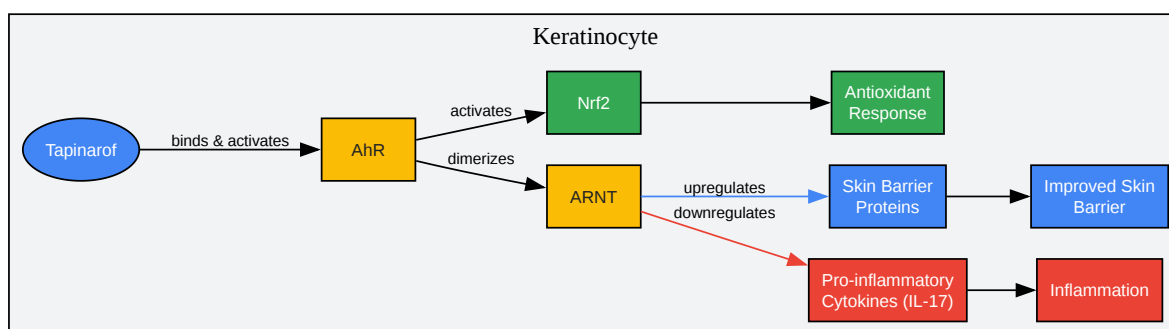 Keratinocyte
Tapinarof
binds & activates
AhR
activates
dimerizes
Nrf2
Antioxidant
Response
ARNT
upregulates
downregulates
Skin Barrier
Proteins
Improved Skin
Barrier
Pro-inflammatory
Cytokines (IL-17)
Inflammation